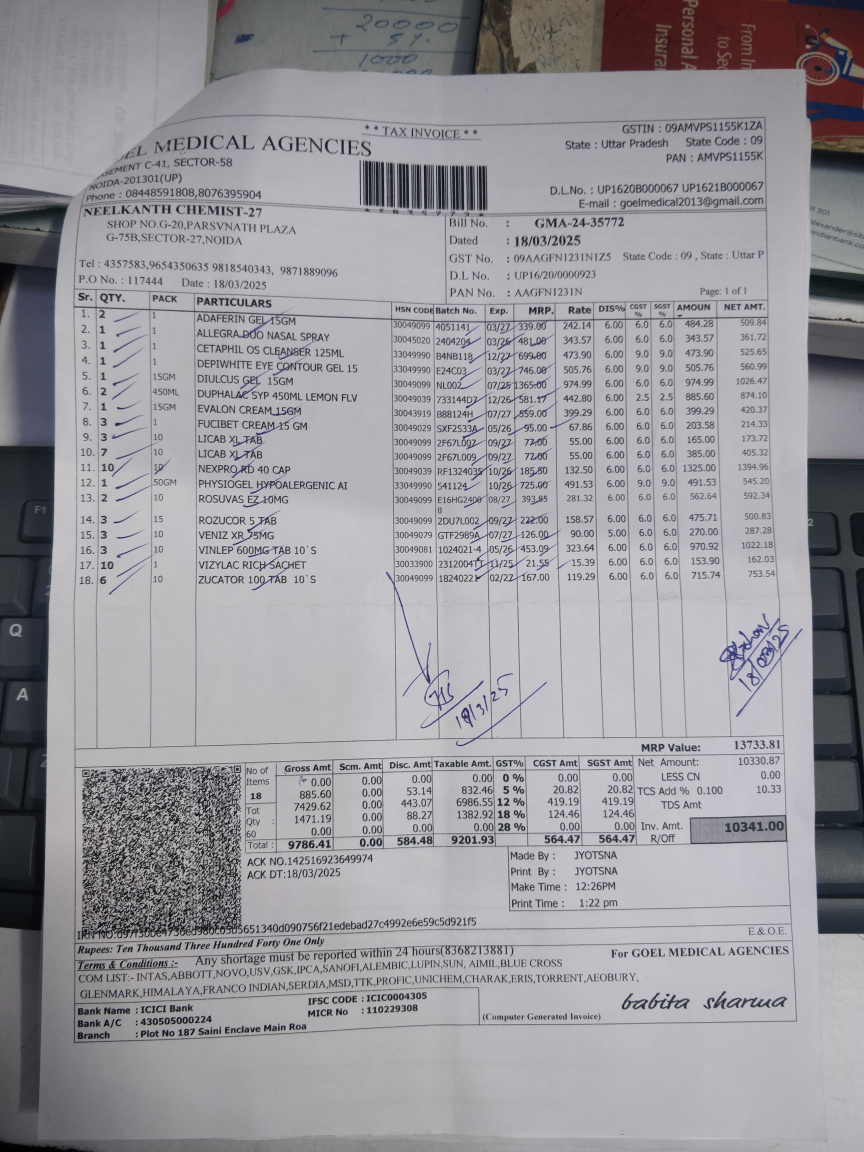 20000
+ 5%
1000
From In
to Sec
Personal A
Insura
** TAX INVOICE **
GSTIN : 09AMVPS1155K1ZA
State : Uttar Pradesh State Code : 09
PAN : AMVPS1155K
EL MEDICAL AGENCIES
SEMENT C-41, SECTOR-58
NOIDA-201301(UP)
Phone : 08448591808,8076395904
D.L.No. : UP1620B000067 UP1621B000067
E-mail : goelmedical2013@gmail.com
NEELKANTH CHEMIST-27
SHOP NO.G-20,PARSVNATH PLAZA
G-75B,SECTOR-27,NOIDA
Tel : 4357583,9654350635 9818540343, 9871889096
P.O No. : 117444 Date : 18/03/2025
Bill No. : GMA-24-35772
Dated : 18/03/2025
GST No. : 09AAGFN1231N1Z5 State Code : 09 , State : Uttar P
D.L No. : UP16/20/0000923
PAN No. : AAGFN1231N Page: 1 of 1
Sr. QTY. PACK PARTICULARS HSN CODE Batch No. Exp. MRP. Rate DIS% CGST % SGST % AMOUN NET AMT.
1. 2 1 ADAFERIN GEL 15GM 30049099 4051141 03/27 339.00 242.14 6.00 6.0 6.0 484.28 509.84
2. 1 1 ALLEGRA DUO NASAL SPRAY 30045020 2404204 03/26 481.00 343.57 6.00 6.0 6.0 343.57 361.72
3. 1 1 CETAPHIL OS CLEANSER 125ML 33049990 B4NB118 12/27 699.00 473.90 6.00 9.0 9.0 473.90 525.65
4. 1 1 DEPIWHITE EYE CONTOUR GEL 15 33049990 E24C03 03/27 746.00 505.76 6.00 9.0 9.0 505.76 560.99
5. 1 15GM DIULCUS GEL 15GM 30049099 NL002 07/25 1365.00 974.99 6.00 6.0 6.0 974.99 1026.47
6. 2 450ML DUPHALAC SYP 450ML LEMON FLV 30049039 733144D7 12/26 581.17 442.80 6.00 2.5 2.5 885.60 874.10
7. 1 15GM EVALON CREAM 15GM 30043919 B88124H 07/27 559.00 399.29 6.00 6.0 6.0 399.29 420.37
8. 3 1 FUCIBET CREAM 15 GM 30049029 SXF2533A 05/26 95.00 67.86 6.00 6.0 6.0 203.58 214.33
9. 3 10 LICAB XL TAB 30049099 2F67L007 09/27 77.00 55.00 6.00 6.0 6.0 165.00 173.72
10. 7 10 LICAB XL TAB 30049099 2F67L009 09/27 77.00 55.00 6.00 6.0 6.0 385.00 405.32
11. 10 10 NEXPRO RD 40 CAP 30049039 RF1324035 10/26 185.50 132.50 6.00 6.0 6.0 1325.00 1394.96
12. 1 50GM PHYSIOGEL HYPOALERGENIC AI 33049990 541124 10/26 725.00 491.53 6.00 9.0 9.0 491.53 545.20
13. 2 10 ROSUVAS EZ 10MG 30049099 E16HG2400 8 08/27 393.85 281.32 6.00 6.0 6.0 562.64 592.34
14. 3 15 ROZUCOR 5 TAB 30049099 2DU7L002 09/27 222.00 158.57 6.00 6.0 6.0 475.71 500.83
15. 3 10 VENIZ XR 75MG 30049079 GTF2989A 07/27 126.00 90.00 5.00 6.0 6.0 270.00 287.28
16. 3 10 VINLEP 600MG TAB 10`S 30049081 1024021-4 05/26 453.09 323.64 6.00 6.0 6.0 970.92 1022.18
17. 10 1 VIZYLAC RICH SACHET 30033900 2312004TT 11/25 21.55 15.39 6.00 6.0 6.0 153.90 162.03
18. 6 10 ZUCATOR 100 TAB 10`S 30049099 18240221 02/27 167.00 119.29 6.00 6.0 6.0 715.74 753.54
18/3/25
18/03/25
MRP Value: 13733.81
No of Items 18
Tot Qty : 60
Gross Amt Scm. Amt Disc. Amt Taxable Amt. GST% CGST Amt SGST Amt
0.00 0.00 0.00 0.00 0 % 0.00 0.00
885.60 0.00 53.14 832.46 5 % 20.82 20.82
7429.62 0.00 443.07 6986.55 12 % 419.19 419.19
1471.19 0.00 88.27 1382.92 18 % 124.46 124.46
0.00 0.00 0.00 0.00 28 % 0.00 0.00
Total : 9786.41 0.00 584.48 9201.93 564.47 564.47
Net Amount: 10330.87
LESS CN 0.00
TCS Add % 0.100 10.33
TDS Amt
Inv. Amt. 10341.00
R/Off
ACK NO.142516923649974
ACK DT:18/03/2025
Made By : JYOTSNA
Print By : JYOTSNA
Make Time : 12:26PM
Print Time : 1:22 pm
E.& O.E.
Rupees: Ten Thousand Three Hundred Forty One Only
Terms & Conditions :- Any shortage must be reported within 24 hours(8368213881)
COM LIST:- INTAS,ABBOTT,NOVO,USV,GSK,IPCA,SANOFI,ALEMBIC,LUPIN,SUN, AIMIL,BLUE CROSS
GLENMARK,HIMALAYA,FRANCO INDIAN,SERDIA,MSD,TTK,PROFIC,UNICHEM,CHARAK,ERIS,TORRENT,AEOBURY,
For GOEL MEDICAL AGENCIES
Bank Name : ICICI Bank
Bank A/C : 430505000224
Branch : Plot No 187 Saini Enclave Main Roa
IFSC CODE : ICIC0004305
MICR No : 110229308
(Computer Generated Invoice)
babita sharma
F1
Q
A